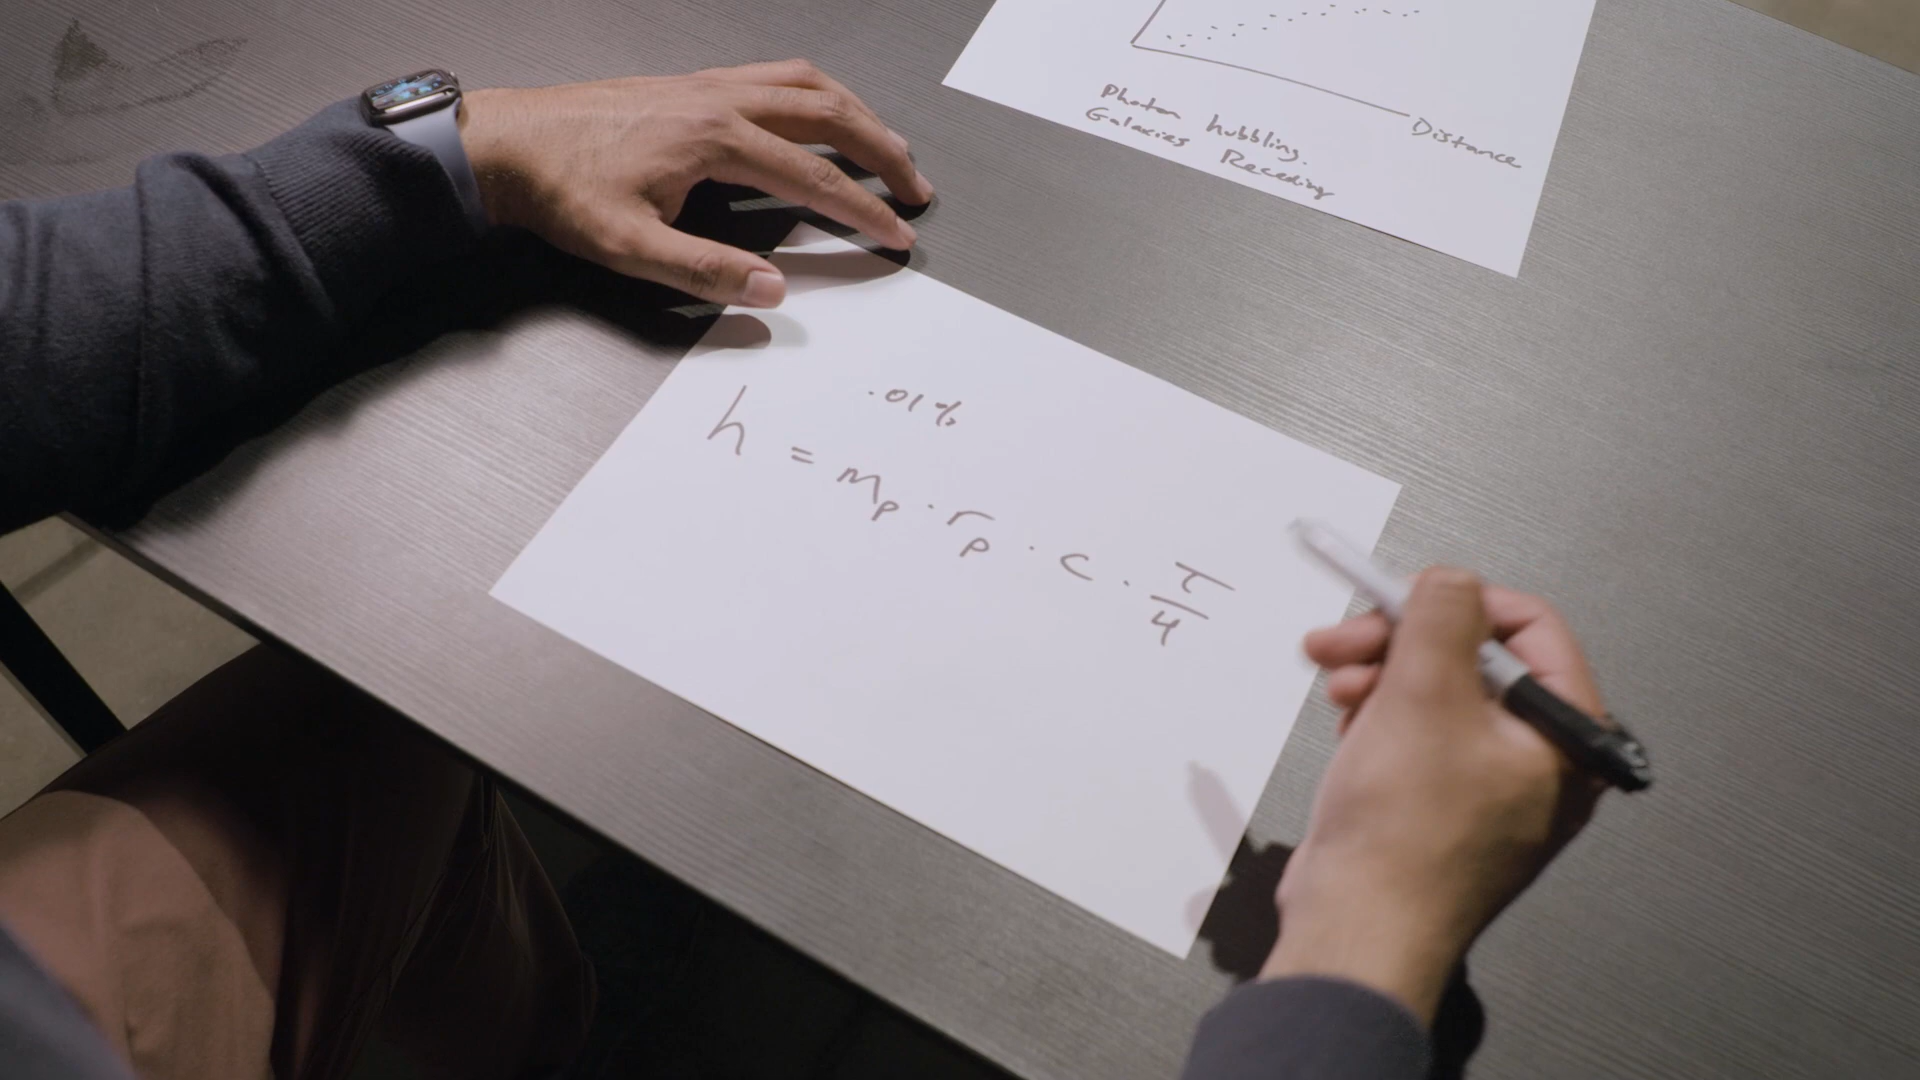 Distance
Photon hubbling.
Galaxies Receding
.01%
h = mp · rp · c · τ/4